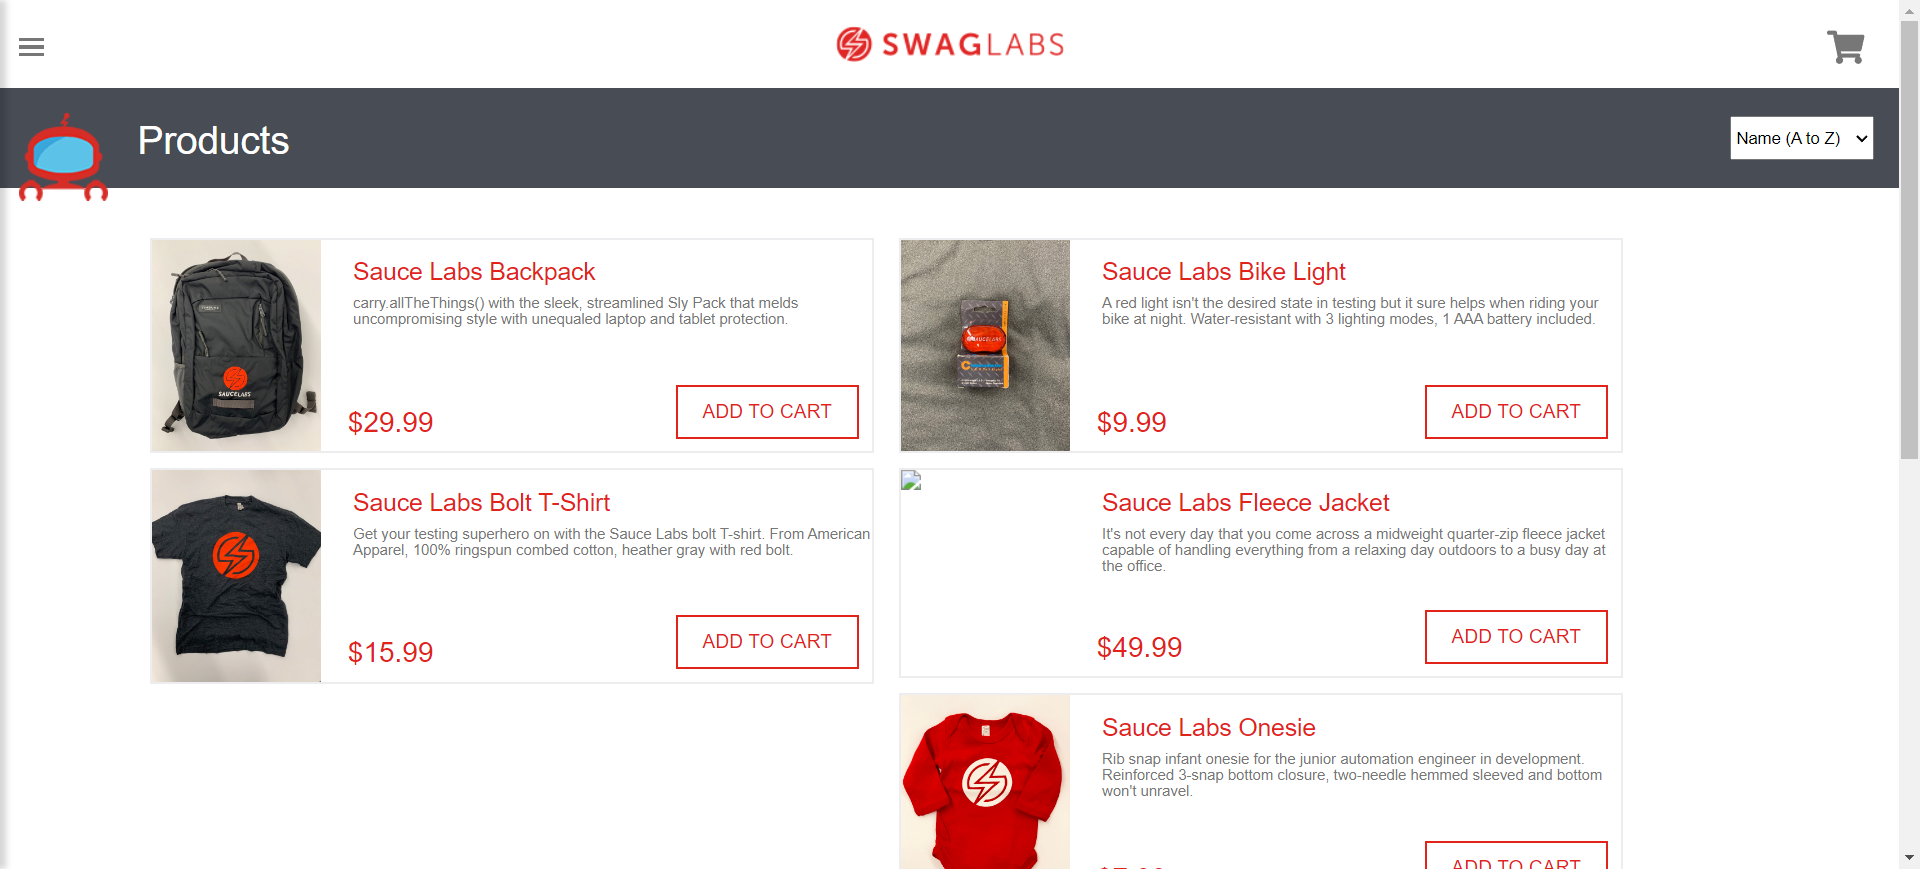 SWAGLABS
Products
Name (A to Z)
Sauce Labs Backpack
carry.allTheThings() with the sleek, streamlined Sly Pack that melds
uncompromising style with unequaled laptop and tablet protection.
$29.99
ADD TO CART
SAUCELABS
Sauce Labs Bike Light
A red light isn't the desired state in testing but it sure helps when riding your
bike at night. Water-resistant with 3 lighting modes, 1 AAA battery included.
$9.99
ADD TO CART
SAUCELABS
Sauce Labs Bolt T-Shirt
Get your testing superhero on with the Sauce Labs bolt T-shirt. From American
Apparel, 100% ringspun combed cotton, heather gray with red bolt.
$15.99
ADD TO CART
Sauce Labs Fleece Jacket
It's not every day that you come across a midweight quarter-zip fleece jacket
capable of handling everything from a relaxing day outdoors to a busy day at
the office.
$49.99
ADD TO CART
Sauce Labs Onesie
Rib snap infant onesie for the junior automation engineer in development.
Reinforced 3-snap bottom closure, two-needle hemmed sleeved and bottom
won't unravel.
ADD TO CART